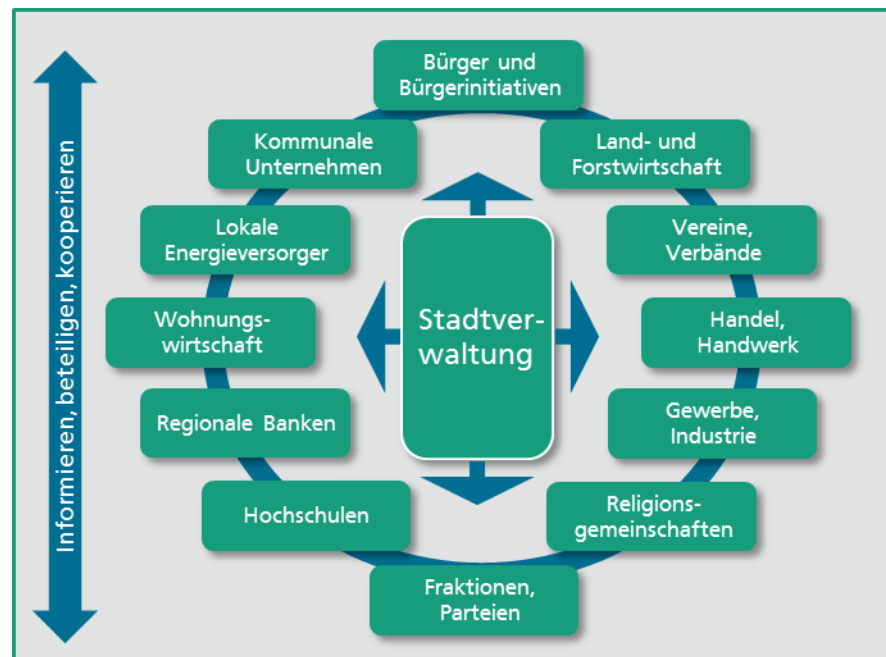 Informieren, beteiligen, kooperieren
Bürger und
Bürgerinitiativen
Kommunale
Unternehmen
Land- und
Forstwirtschaft
Lokale
Energieversorger
Vereine,
Verbände
Wohnungs-
wirtschaft
Stadtver-
waltung
Handel,
Handwerk
Regionale Banken
Gewerbe,
Industrie
Hochschulen
Religions-
gemeinschaften
Fraktionen,
Parteien